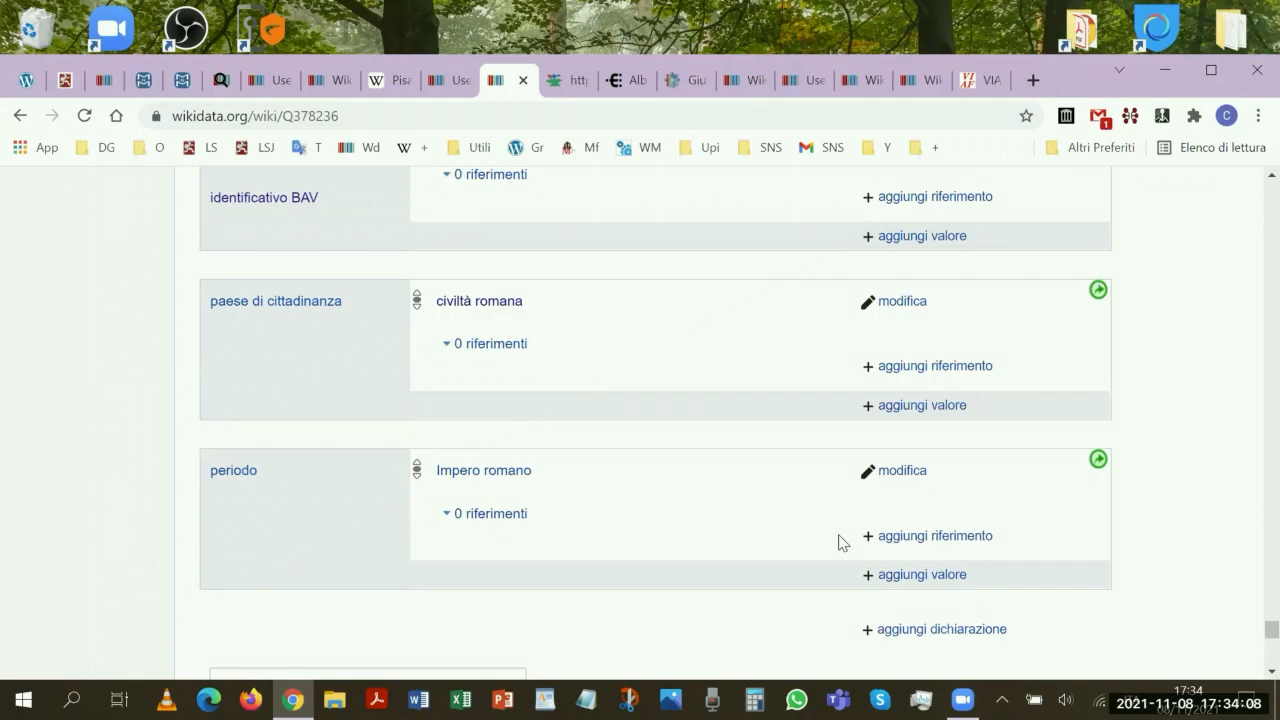 Use
Wik
Pisa
Use
htt
Alb
Giu
Wik
Use
Wik
Wik
VIA
wikidata.org/wiki/Q378236
1
C
App
DG
O
LS
LSJ
T
Wd
+
Utili
Gr
Mf
WM
Upi
SNS
SNS
Y
+
Altri Preferiti
Elenco di lettura
0 riferimenti
identificativo BAV
+ aggiungi riferimento
+ aggiungi valore
paese di cittadinanza
civiltà romana
modifica
0 riferimenti
+ aggiungi riferimento
+ aggiungi valore
periodo
Impero romano
modifica
0 riferimenti
+ aggiungi riferimento
+ aggiungi valore
+ aggiungi dichiarazione
17:34
2021-11-08 17:34:08